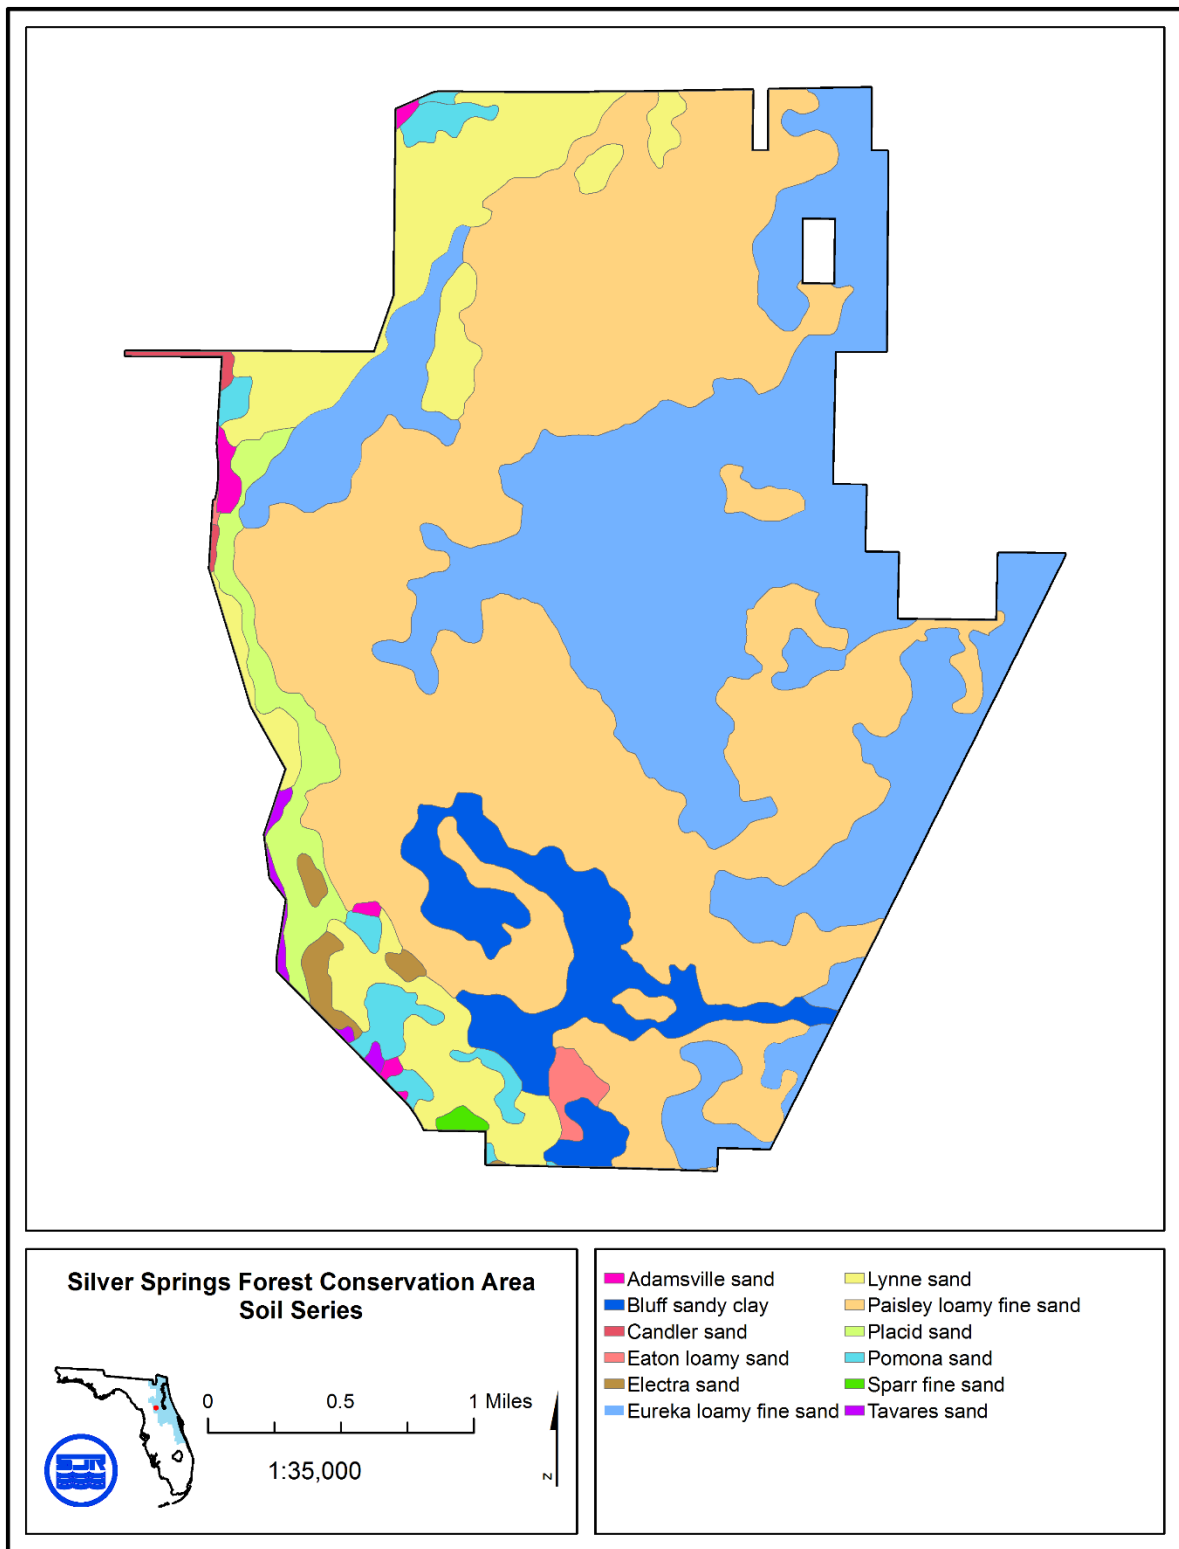 Silver Springs Forest Conservation Area
Soil Series
0 0.5 1 Miles
1:35,000
N
SJR
Adamsville sand
Bluff sandy clay
Candler sand
Eaton loamy sand
Electra sand
Eureka loamy fine sand
Lynne sand
Paisley loamy fine sand
Placid sand
Pomona sand
Sparr fine sand
Tavares sand